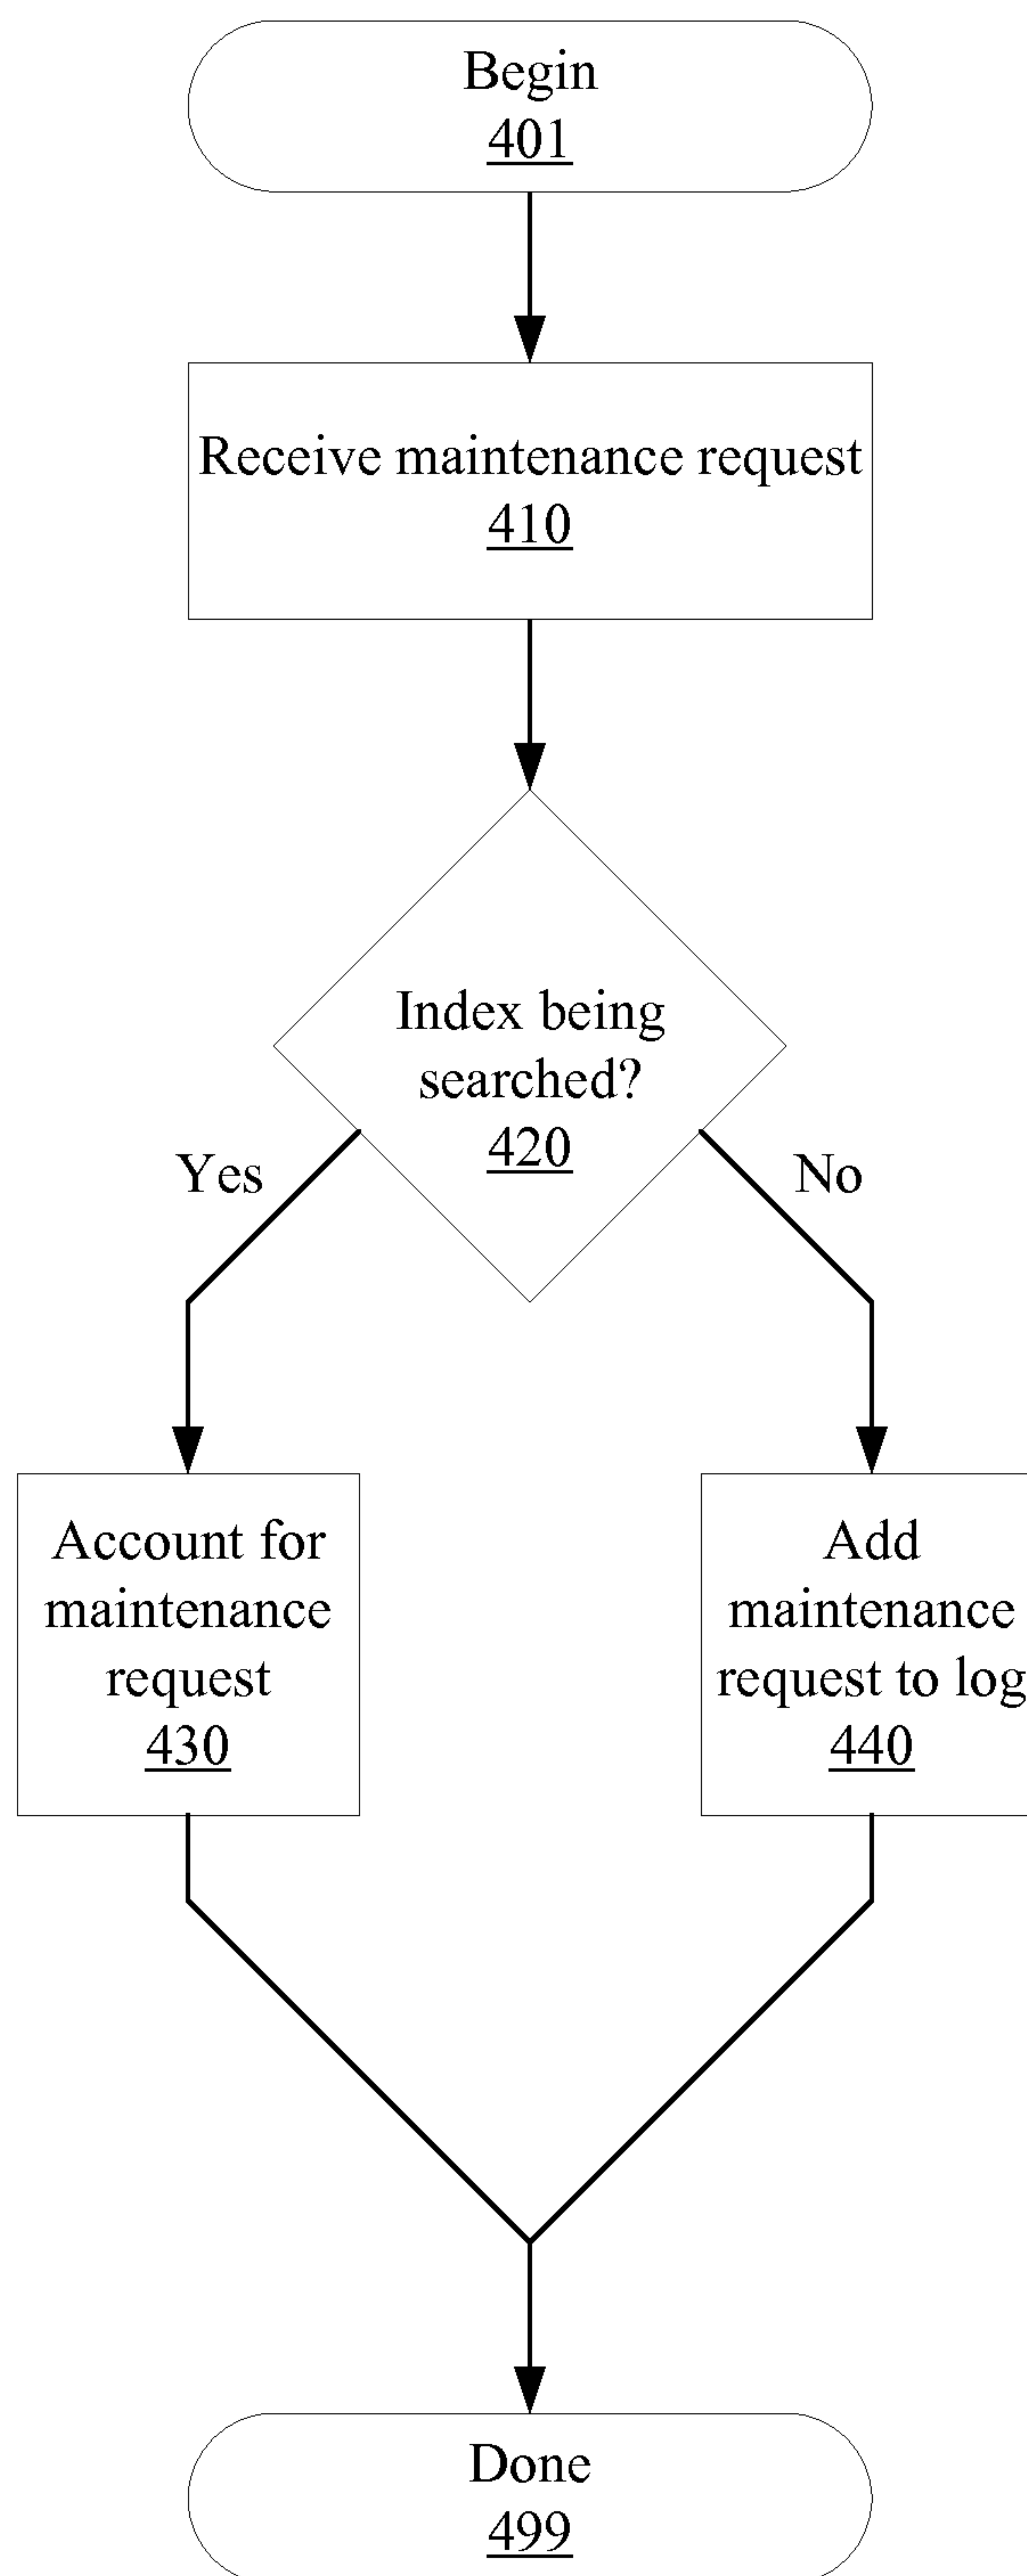 Begin
401
Receive maintenance request
410
Index being
searched?
420
Yes
No
Account for
maintenance
request
430
Add
maintenance
request to log
440
Done
499